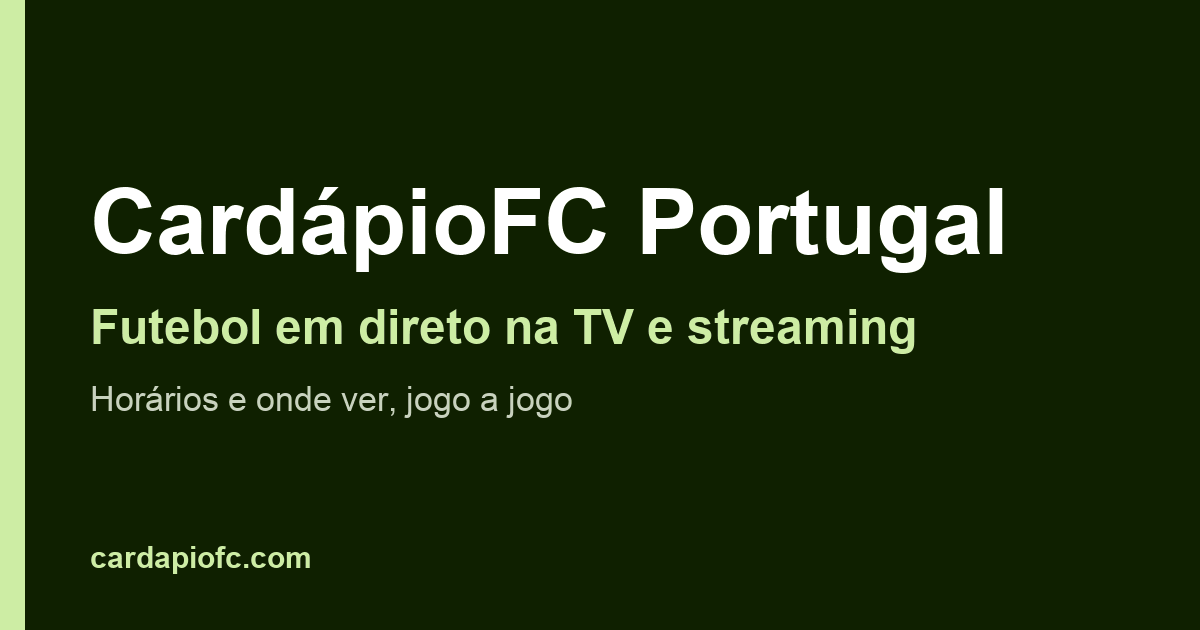 CardápioFC Portugal
Futebol em direto na TV e streaming
Horários e onde ver, jogo a jogo
cardapiofc.com